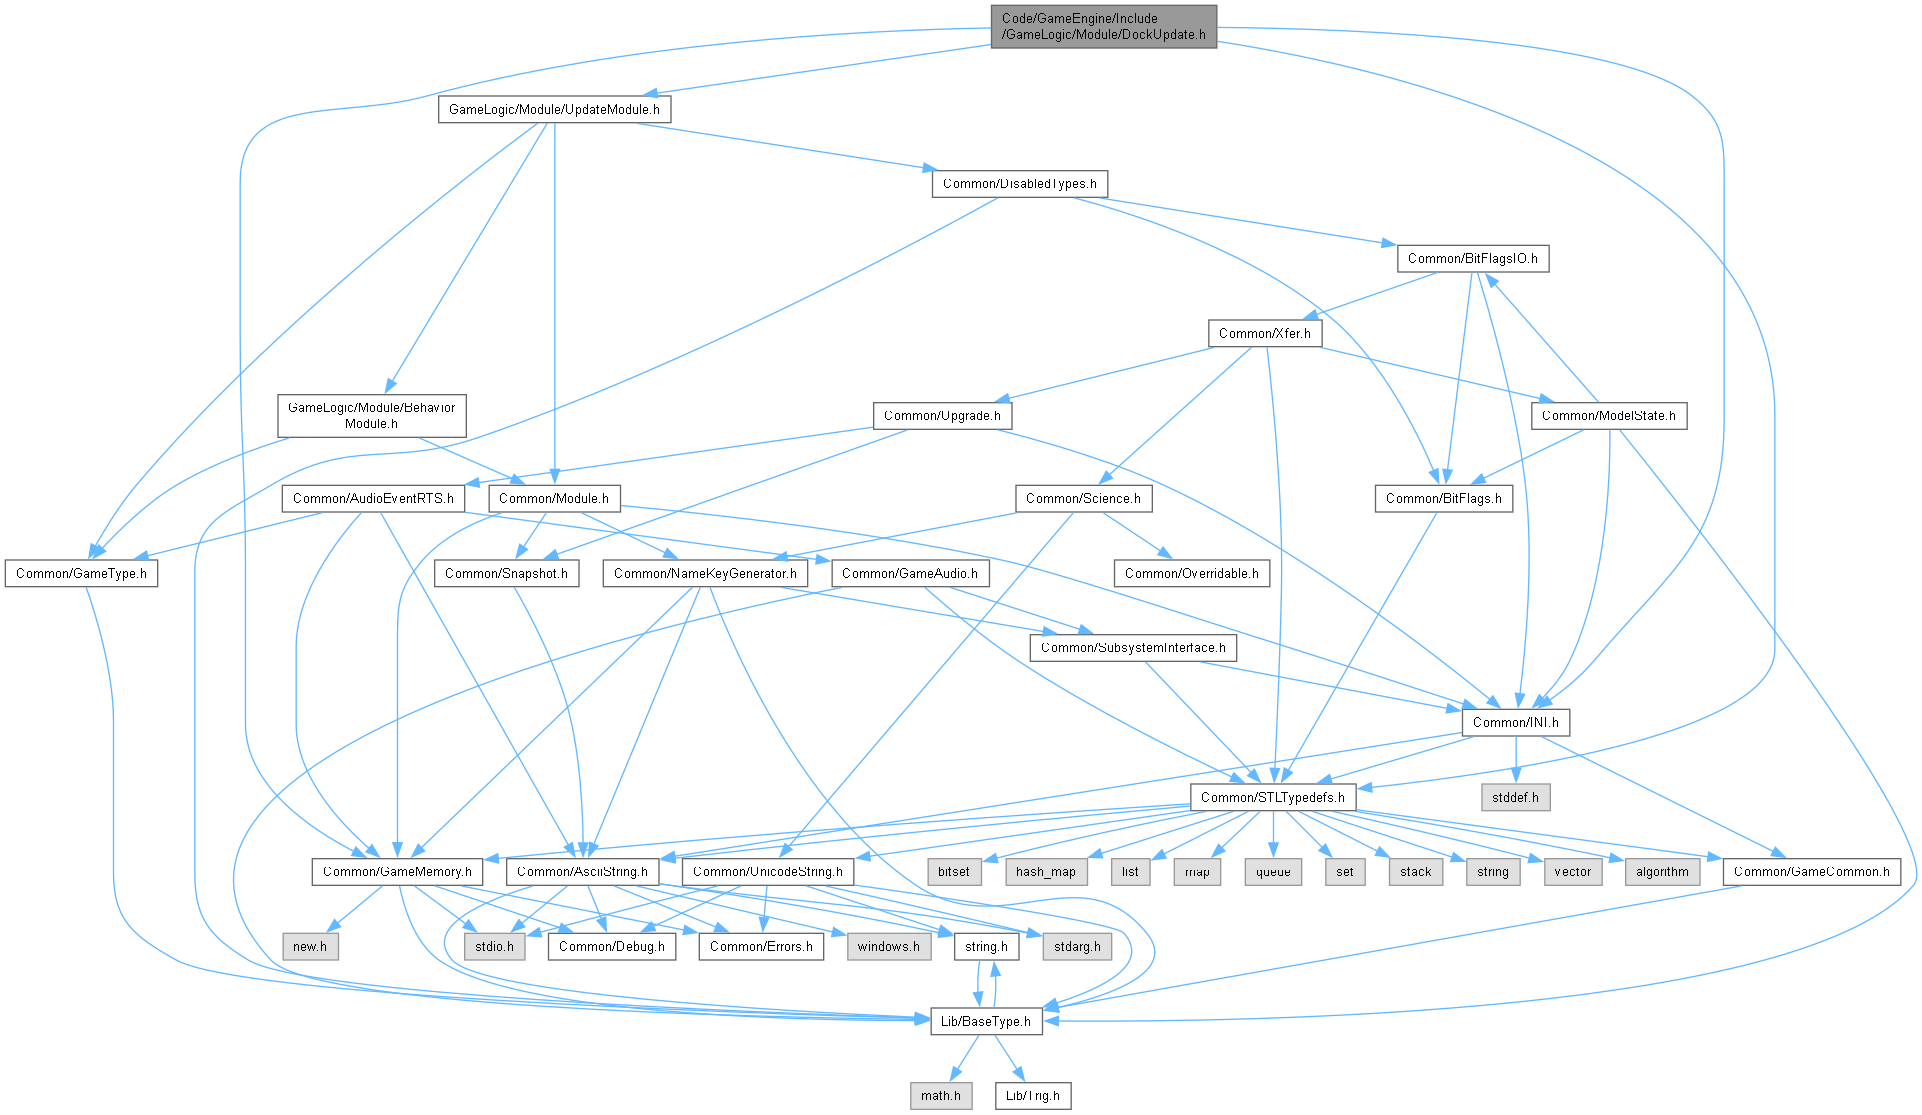 Code/GameEngine/Include
/GameLogic/Module/DockUpdate.h
GameLogic/Module/UpdateModule.h
Common/DisabledTypes.h
Common/BitFlagsIO.h
Common/Xfer.h
GameLogic/Module/Behavior
Module.h
Common/Upgrade.h
Common/ModelState.h
Common/AudioEventRTS.h
Common/Module.h
Common/Science.h
Common/BitFlags.h
Common/GameType.h
Common/Snapshot.h
Common/NameKeyGenerator.h
Common/GameAudio.h
Common/Overridable.h
Common/SubsystemInterface.h
Common/INI.h
Common/STLTypedefs.h
stddef.h
Common/GameMemory.h
Common/AsciiString.h
Common/UnicodeString.h
bitset
hash_map
list
map
queue
set
stack
string
vector
algorithm
Common/GameCommon.h
new.h
stdio.h
Common/Debug.h
Common/Errors.h
windows.h
string.h
stdarg.h
Lib/BaseType.h
math.h
Lib/Trig.h